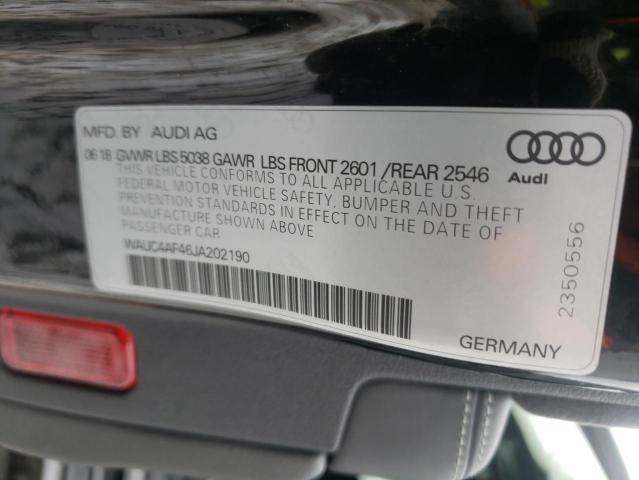 MFD. BY AUDI AG
06 18 GVWR LBS 5038 GAWR LBS FRONT 2601 / REAR 2546
THIS VEHICLE CONFORMS TO ALL APPLICABLE U.S.
FEDERAL MOTOR VEHICLE SAFETY, BUMPER AND THEFT
PREVENTION STANDARDS IN EFFECT ON THE DATE OF
MANUFACTURE SHOWN ABOVE
PASSENGER CAR
WAUC4AF46JA202190
Audi
2350556
GERMANY